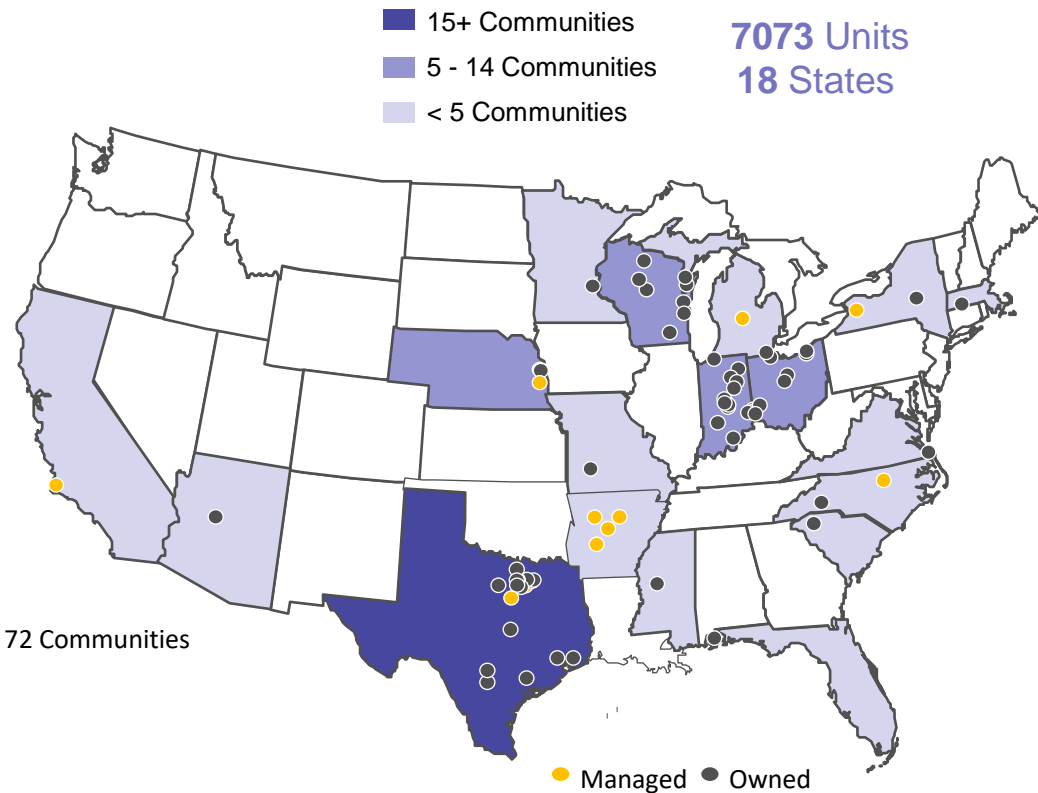 15+ Communities
5 - 14 Communities
< 5 Communities
7073 Units
18 States
72 Communities
Managed
Owned